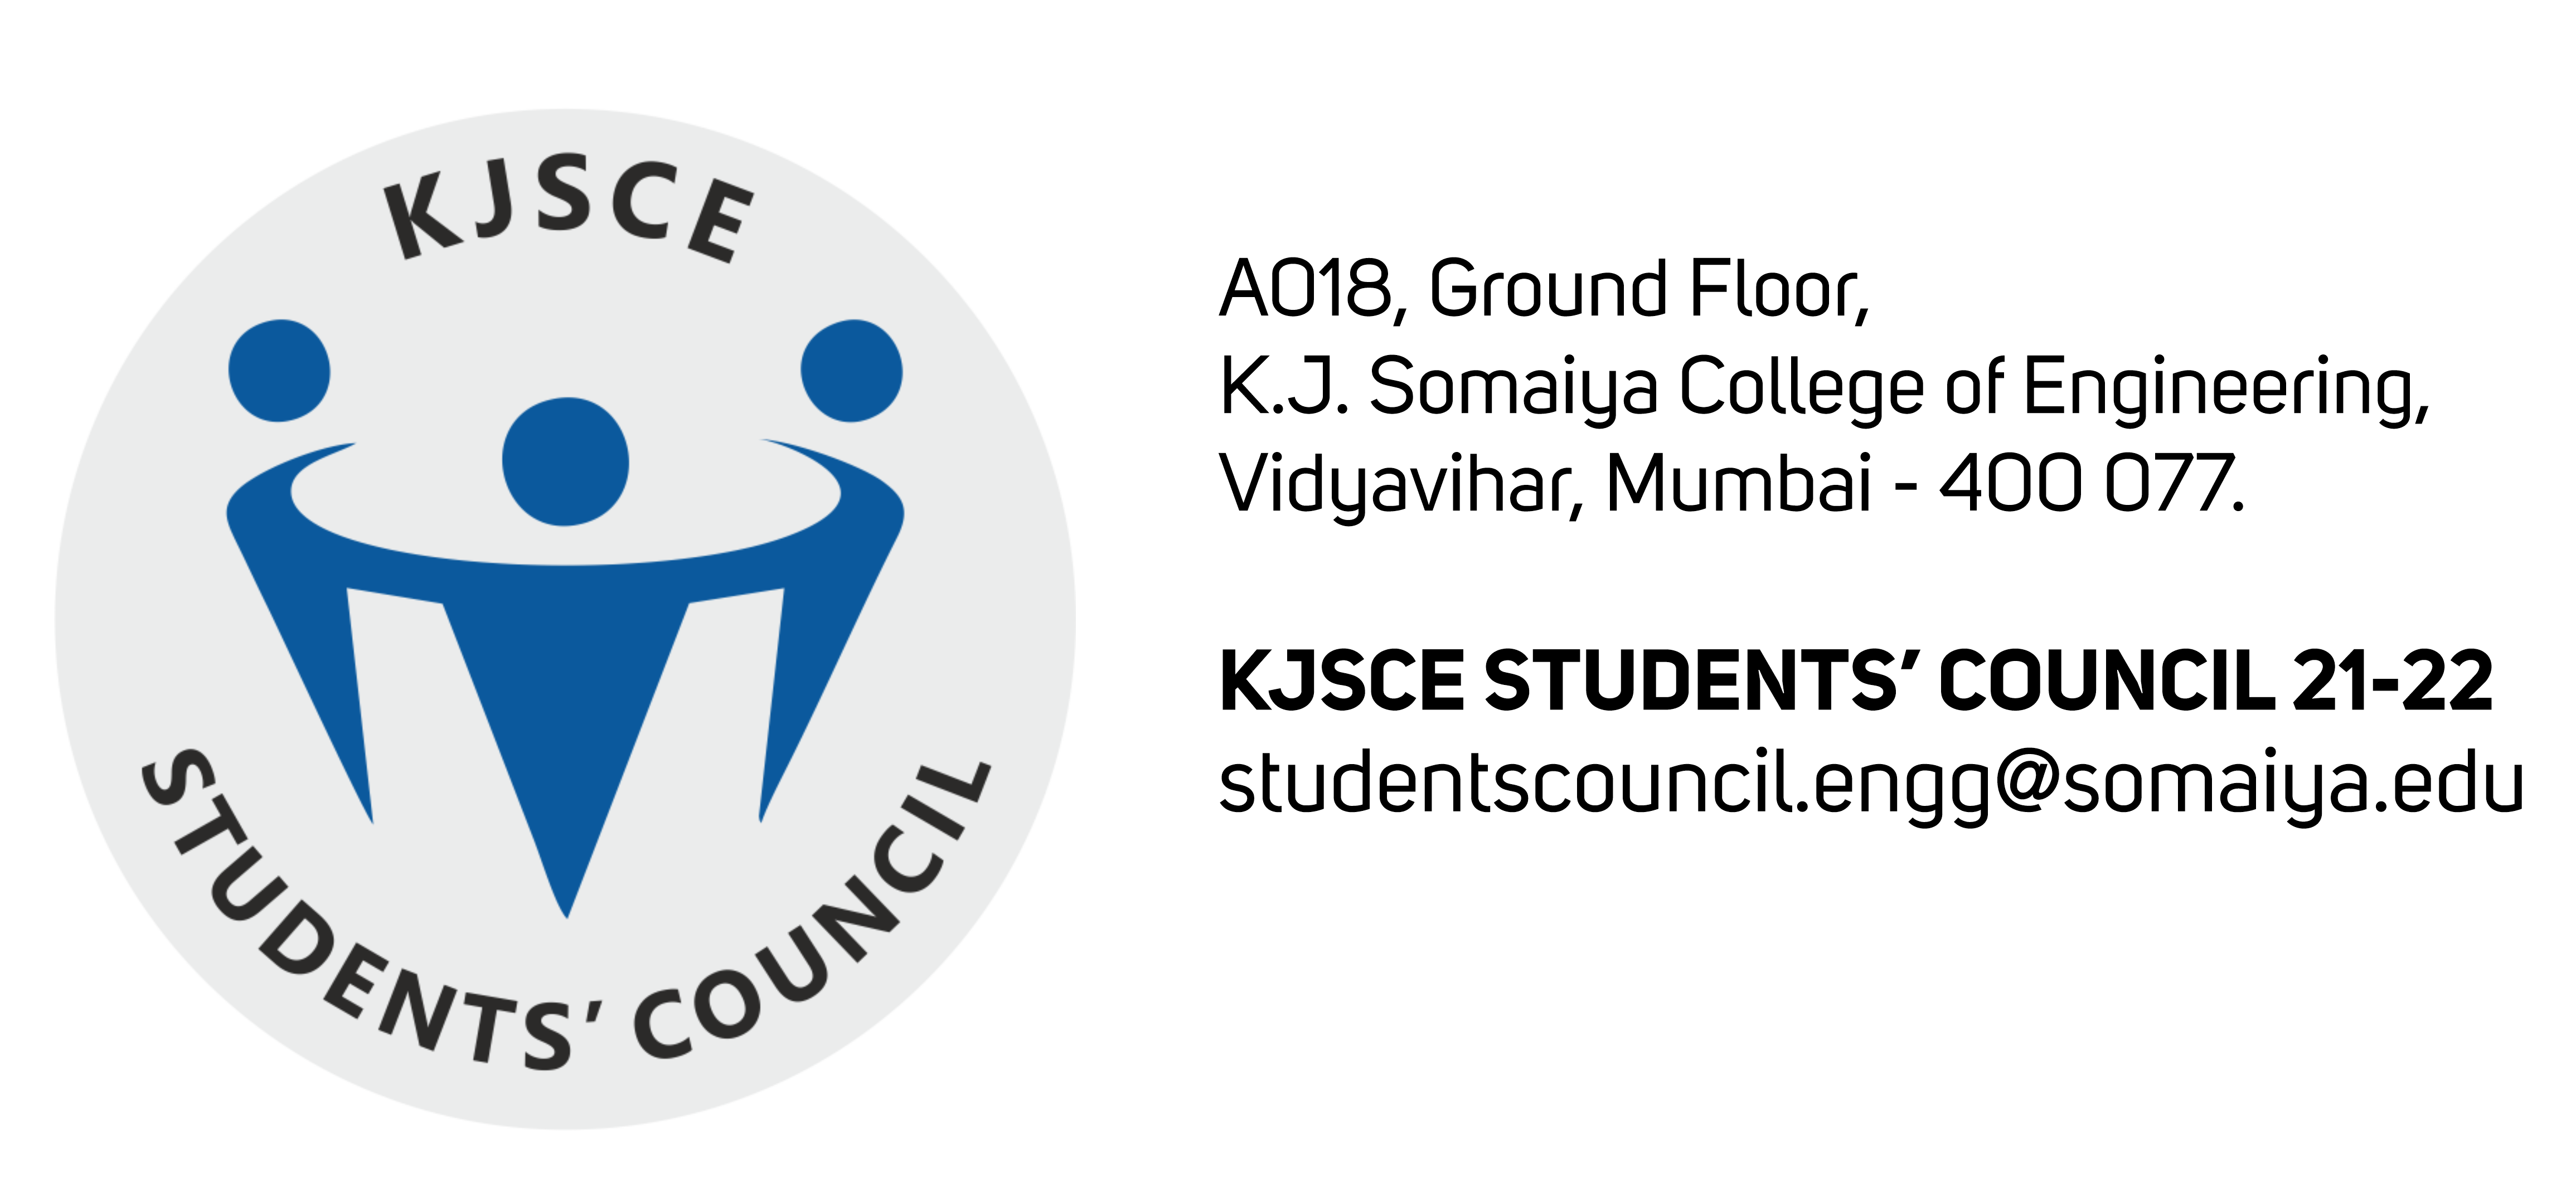 KJSCE
STUDENTS' COUNCIL
A018, Ground Floor,
K.J. Somaiya College of Engineering,
Vidyavihar, Mumbai - 400 077.
KJSCE STUDENTS' COUNCIL 21-22
studentscouncil.engg@somaiya.edu